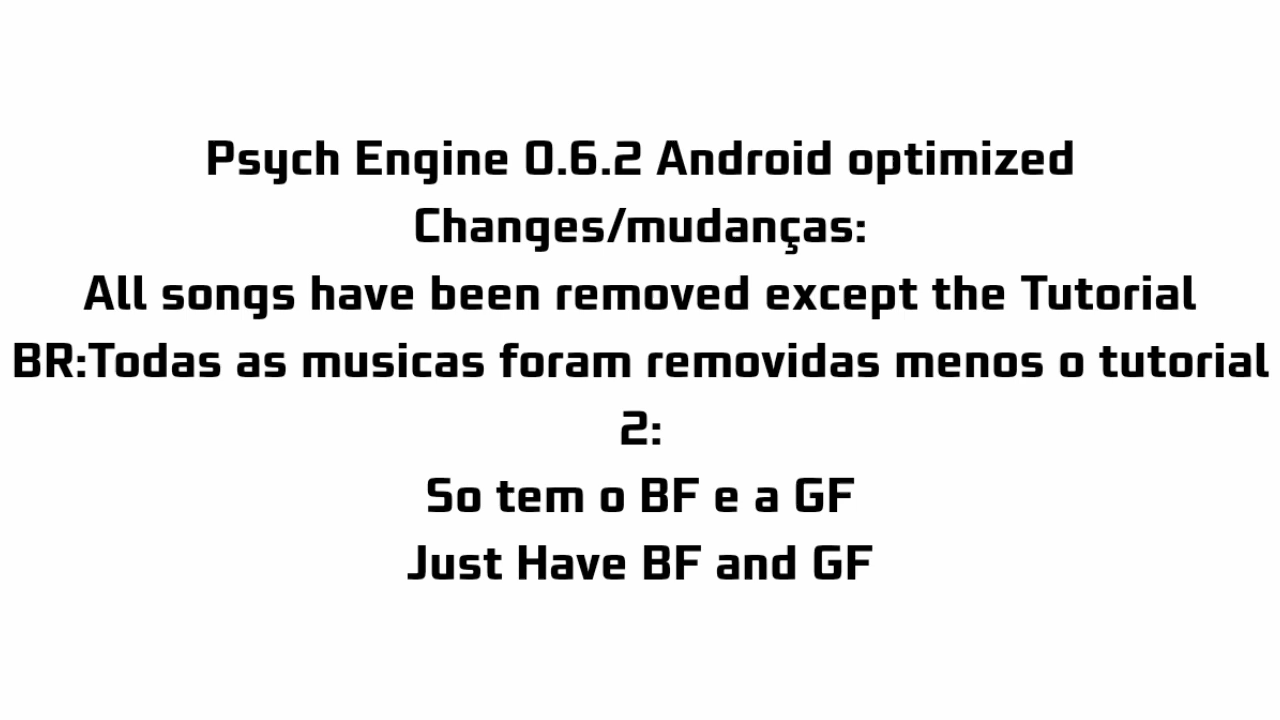 Psych Engine 0.6.2 Android optimized
Changes/mudanças:
All songs have been removed except the Tutorial
BR:Todas as musicas foram removidas menos o tutorial
2:
So tem o BF e a GF
Just Have BF and GF